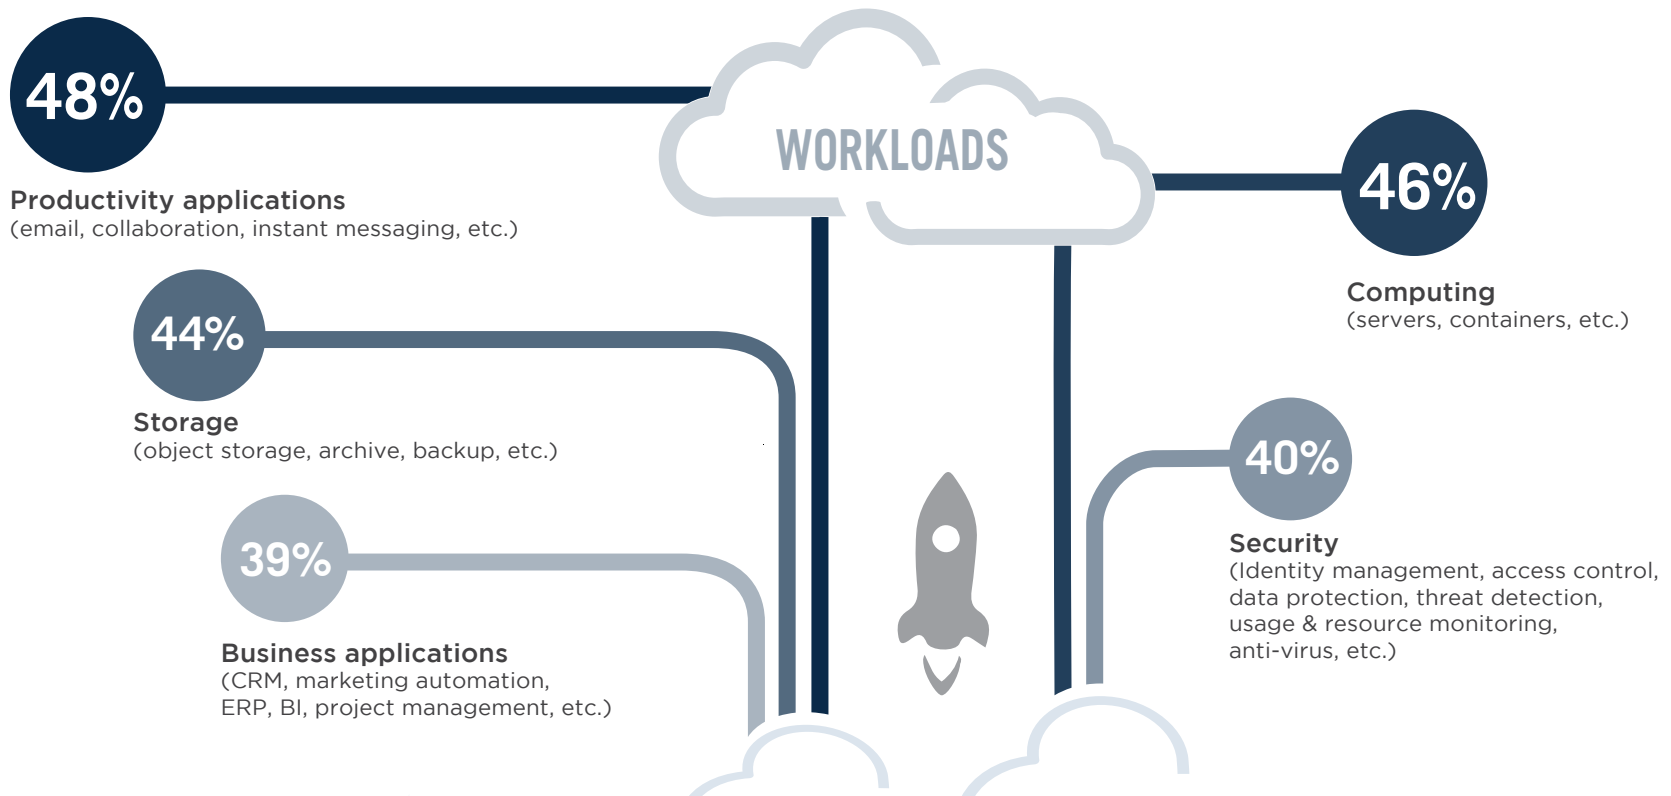 WORKLOADS
48%
Productivity applications
(email, collaboration, instant messaging, etc.)
46%
Computing
(servers, containers, etc.)
44%
Storage
(object storage, archive, backup, etc.)
40%
Security
(Identity management, access control,
data protection, threat detection,
usage & resource monitoring,
anti-virus, etc.)
39%
Business applications
(CRM, marketing automation,
ERP, BI, project management, etc.)